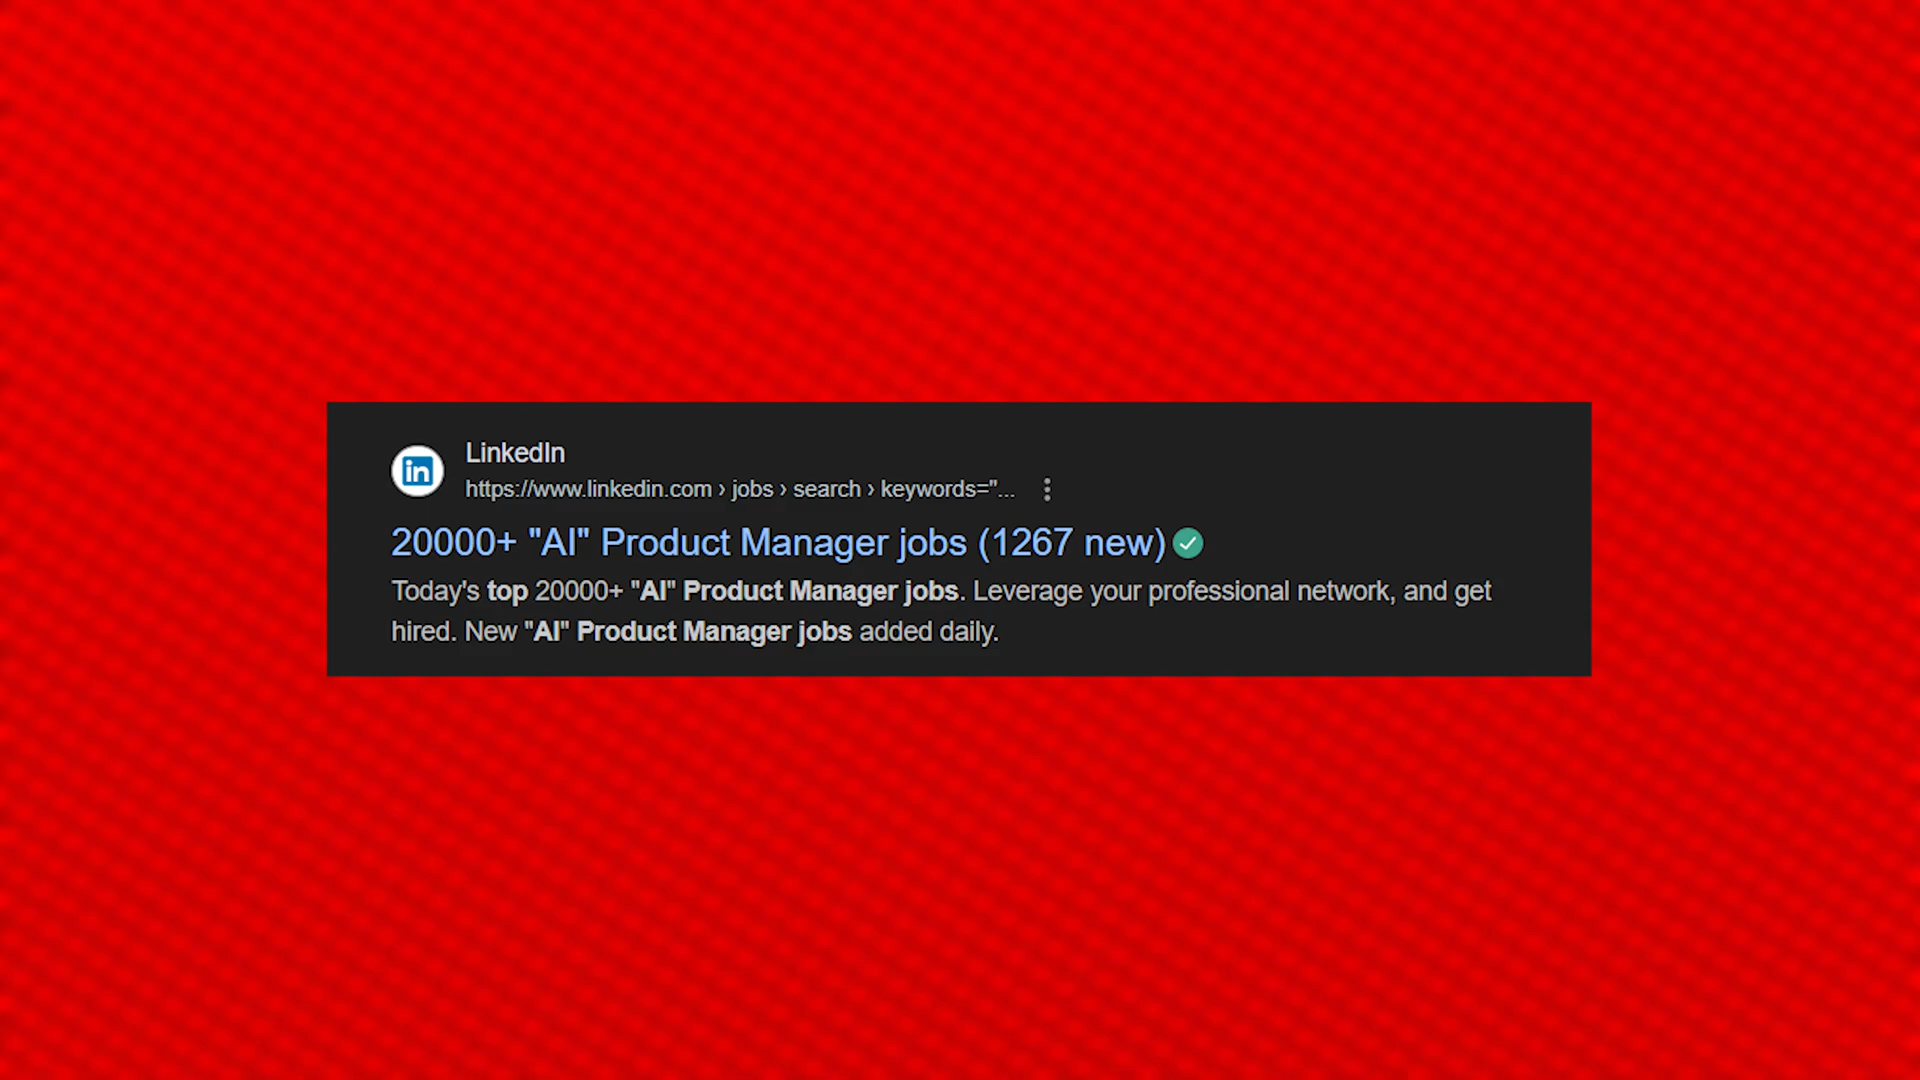 in
LinkedIn
https://www.linkedin.com › jobs › search › keywords="...
20000+ "AI" Product Manager jobs (1267 new)
Today's top 20000+ "AI" Product Manager jobs. Leverage your professional network, and get
hired. New "AI" Product Manager jobs added daily.